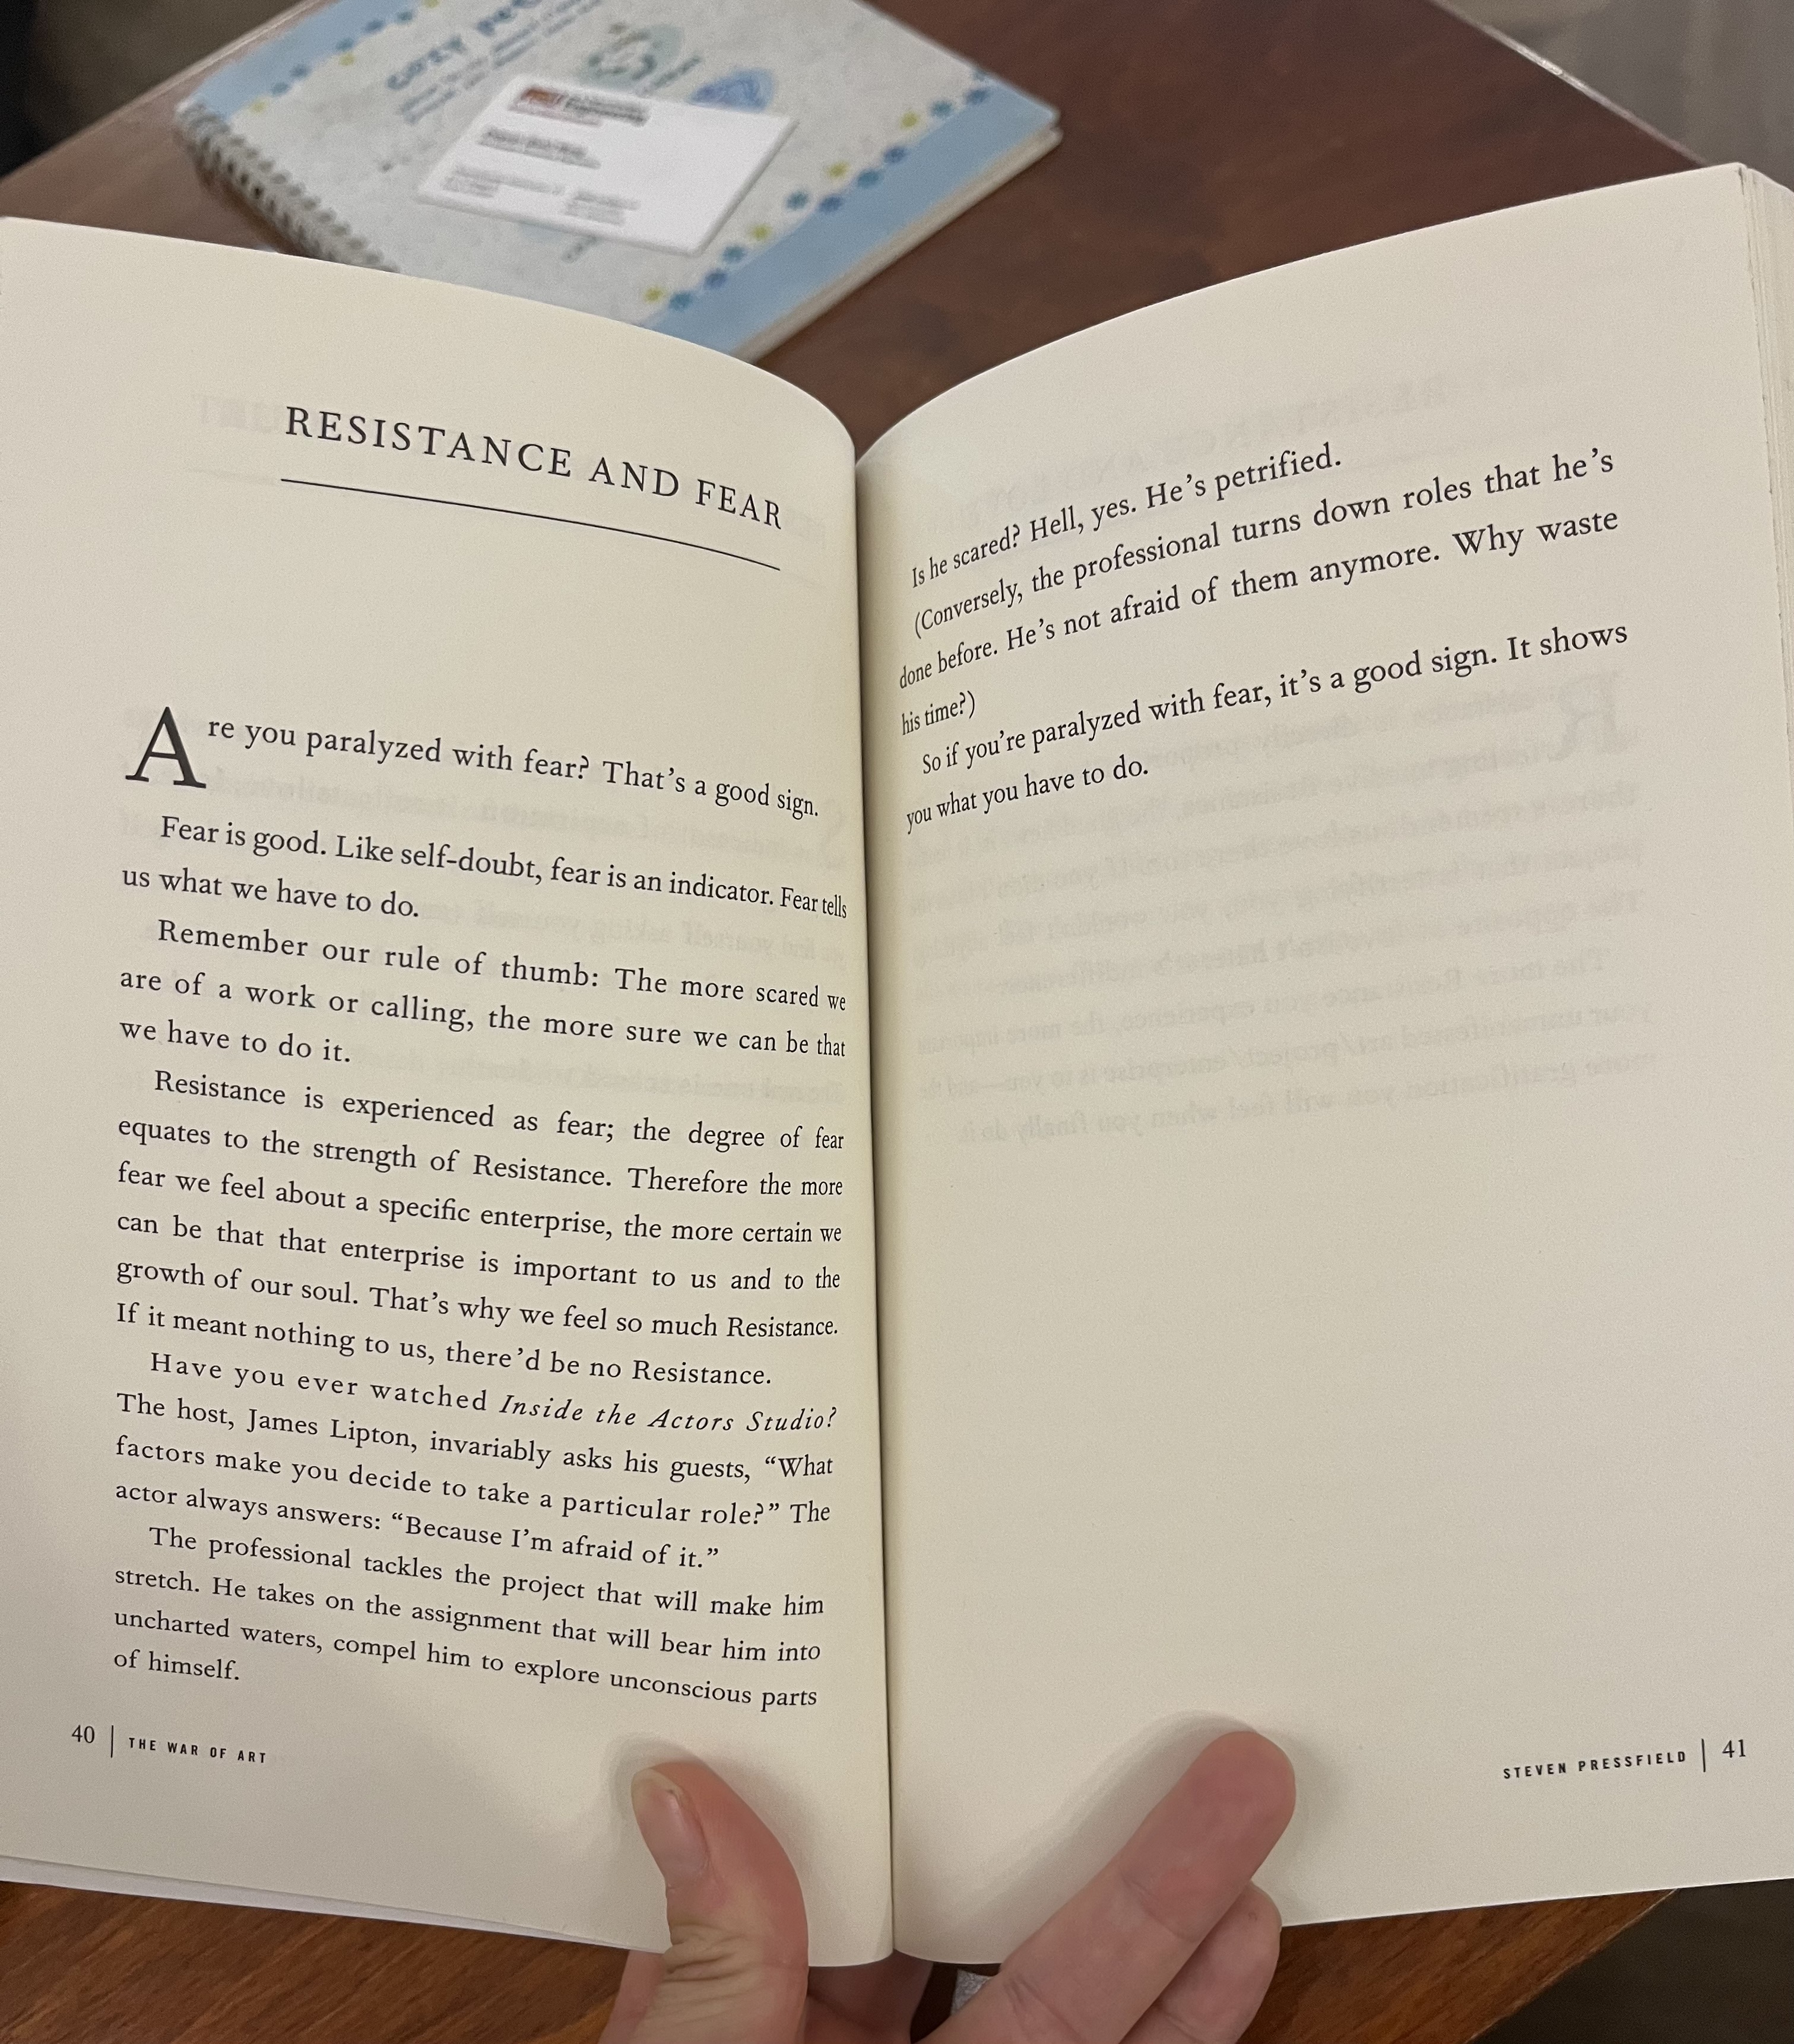 COZY
RESISTANCE AND FEAR
Are you paralyzed with fear? That's a good sign.
Fear is good. Like self-doubt, fear is an indicator. Fear tells
us what we have to do.
Remember our rule of thumb: The more scared we
are of a work or calling, the more sure we can be that
we have to do it.
Resistance is experienced as fear; the degree of fear
equates to the strength of Resistance. Therefore the more
fear we feel about a specific enterprise, the more certain we
can be that that enterprise is important to us and to the
growth of our soul. That's why we feel so much Resistance.
If it meant nothing to us, there'd be no Resistance.
Have you ever watched Inside the Actors Studio?
The host, James Lipton, invariably asks his guests, “What
factors make you decide to take a particular role?” The
actor always answers: “Because I'm afraid of it.”
The professional tackles the project that will make him
stretch. He takes on the assignment that will bear him into
uncharted waters, compel him to explore unconscious parts
of himself.
40 | THE WAR OF ART
Is he scared? Hell, yes. He's petrified.
(Conversely, the professional turns down roles that he's
done before. He's not afraid of them anymore. Why waste
his time?)
So if you're paralyzed with fear, it's a good sign. It shows
you what you have to do.
STEVEN PRESSFIELD | 41